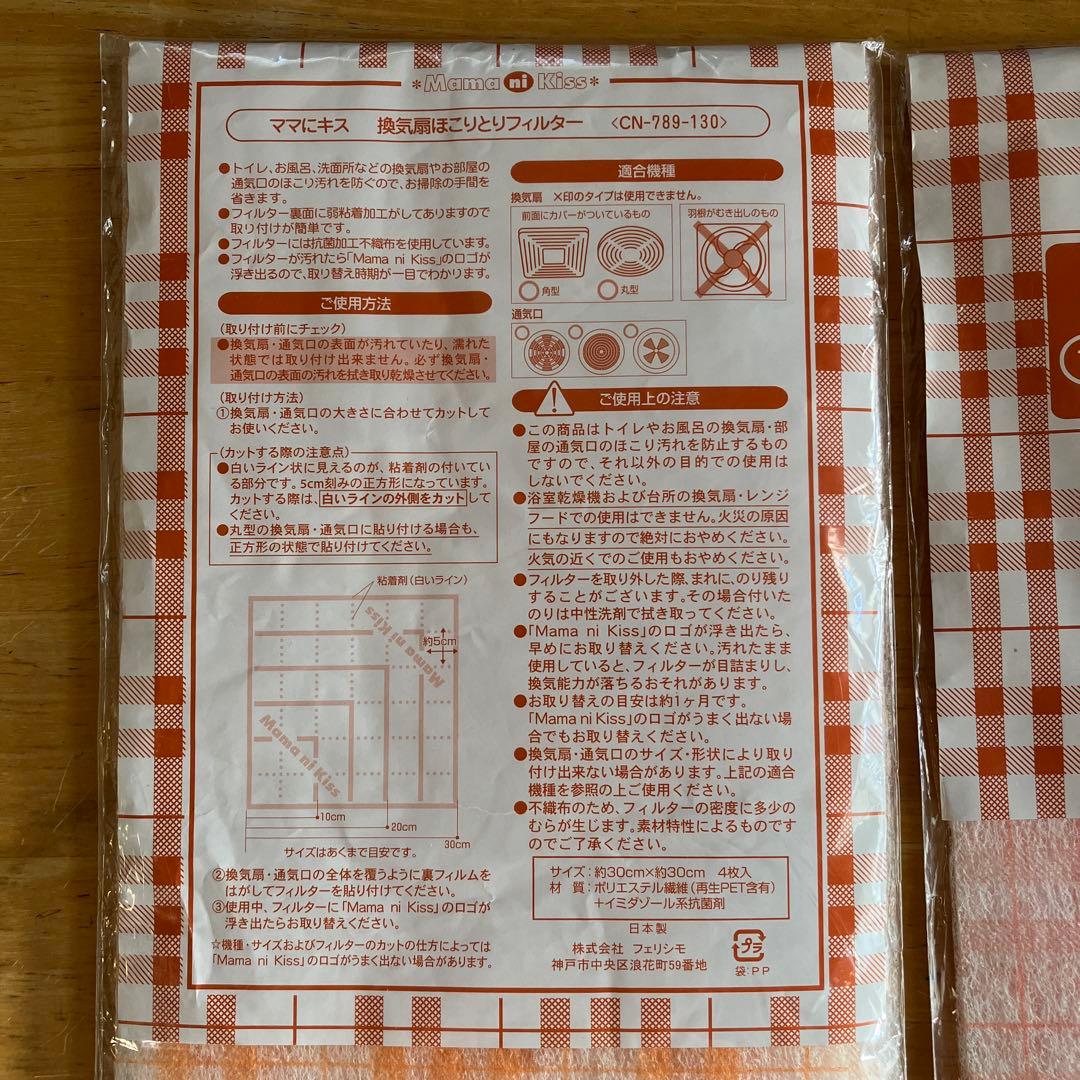 *Mama ni Kiss*
ママにキス 換気扇ほこりとりフィルター 〈CN-789-130〉
●トイレ、お風呂、洗面所などの換気扇やお部屋の
通気口のほこり汚れを防ぐので、お掃除の手間を
省きます。
●フィルター裏面に弱粘着加工がしてありますので
取り付けが簡単です。
●フィルターには抗菌加工不織布を使用しています。
●フィルターが汚れたら「Mama ni Kiss」のロゴが
浮き出るので、取り替え時期が一目でわかります。
ご使用方法
(取り付け前にチェック)
●換気扇・通気口の表面が汚れていたり、濡れた
状態では取り付け出来ません。必ず換気扇・
通気口の表面の汚れを拭き取り乾燥させてください。
(取り付け方法)
①換気扇・通気口の大きさに合わせてカットして
お使いください。
(カットする際の注意点)
●白いライン状に見えるのが、粘着剤の付いてい
る部分です。5cm刻みの正方形になっています。
カットする際は、白いラインの外側をカットして
ください。
●丸型の換気扇・通気口に貼り付ける場合も、
正方形の状態で貼り付けてください。
粘着剤(白いライン)
Mama ni Kiss
約5cm
Mama ni Kiss
10cm
20cm
30cm
サイズはあくまで目安です。
②換気扇・通気口の全体を覆うように裏フィルムを
はがしてフィルターを貼り付けてください。
③使用中、フィルターに「Mama ni Kiss」のロゴが
浮き出たらお取り替えください。
☆機種・サイズおよびフィルターのカットの仕方によっては
「Mama ni Kiss」のロゴがうまく出ない場合があります。
適合機種
換気扇 ×印のタイプは使用できません。
前面にカバーがついているもの
羽根がむき出しのもの
角型
丸型
通気口
ご使用上の注意
●この商品はトイレやお風呂の換気扇・部
屋の通気口のほこり汚れを防止するもの
ですので、それ以外の目的での使用は
しないでください。
●浴室乾燥機および台所の換気扇・レンジ
フードでの使用はできません。火災の原因
にもなりますので絶対におやめください。
火気の近くでのご使用もおやめください。
●フィルターを取り外した際、まれに、のり残り
することがございます。その場合付いた
のりは中性洗剤で拭き取ってください。
●「Mama ni Kiss」のロゴが浮き出たら、
早めにお取り替えください。汚れたまま
使用していると、フィルターが目詰まりし、
換気能力が落ちるおそれがあります。
●お取り替えの目安は約1ヶ月です。
「Mama ni Kiss」のロゴがうまく出ない場
合でもお取り替えください。
●換気扇・通気口のサイズ・形状により取り
付け出来ない場合があります。上記の適合
機種を参照の上ご使用ください。
●不織布のため、フィルターの密度に多少の
むらが生じます。素材特性によるものです
のでご了承ください。
サイズ：約30cm×約30cm 4枚入
材 質：ポリエステル繊維(再生PET含有)
+イミダゾール系抗菌剤
日本製
株式会社 フェリシモ
神戸市中央区浪花町59番地
プラ
袋：PP